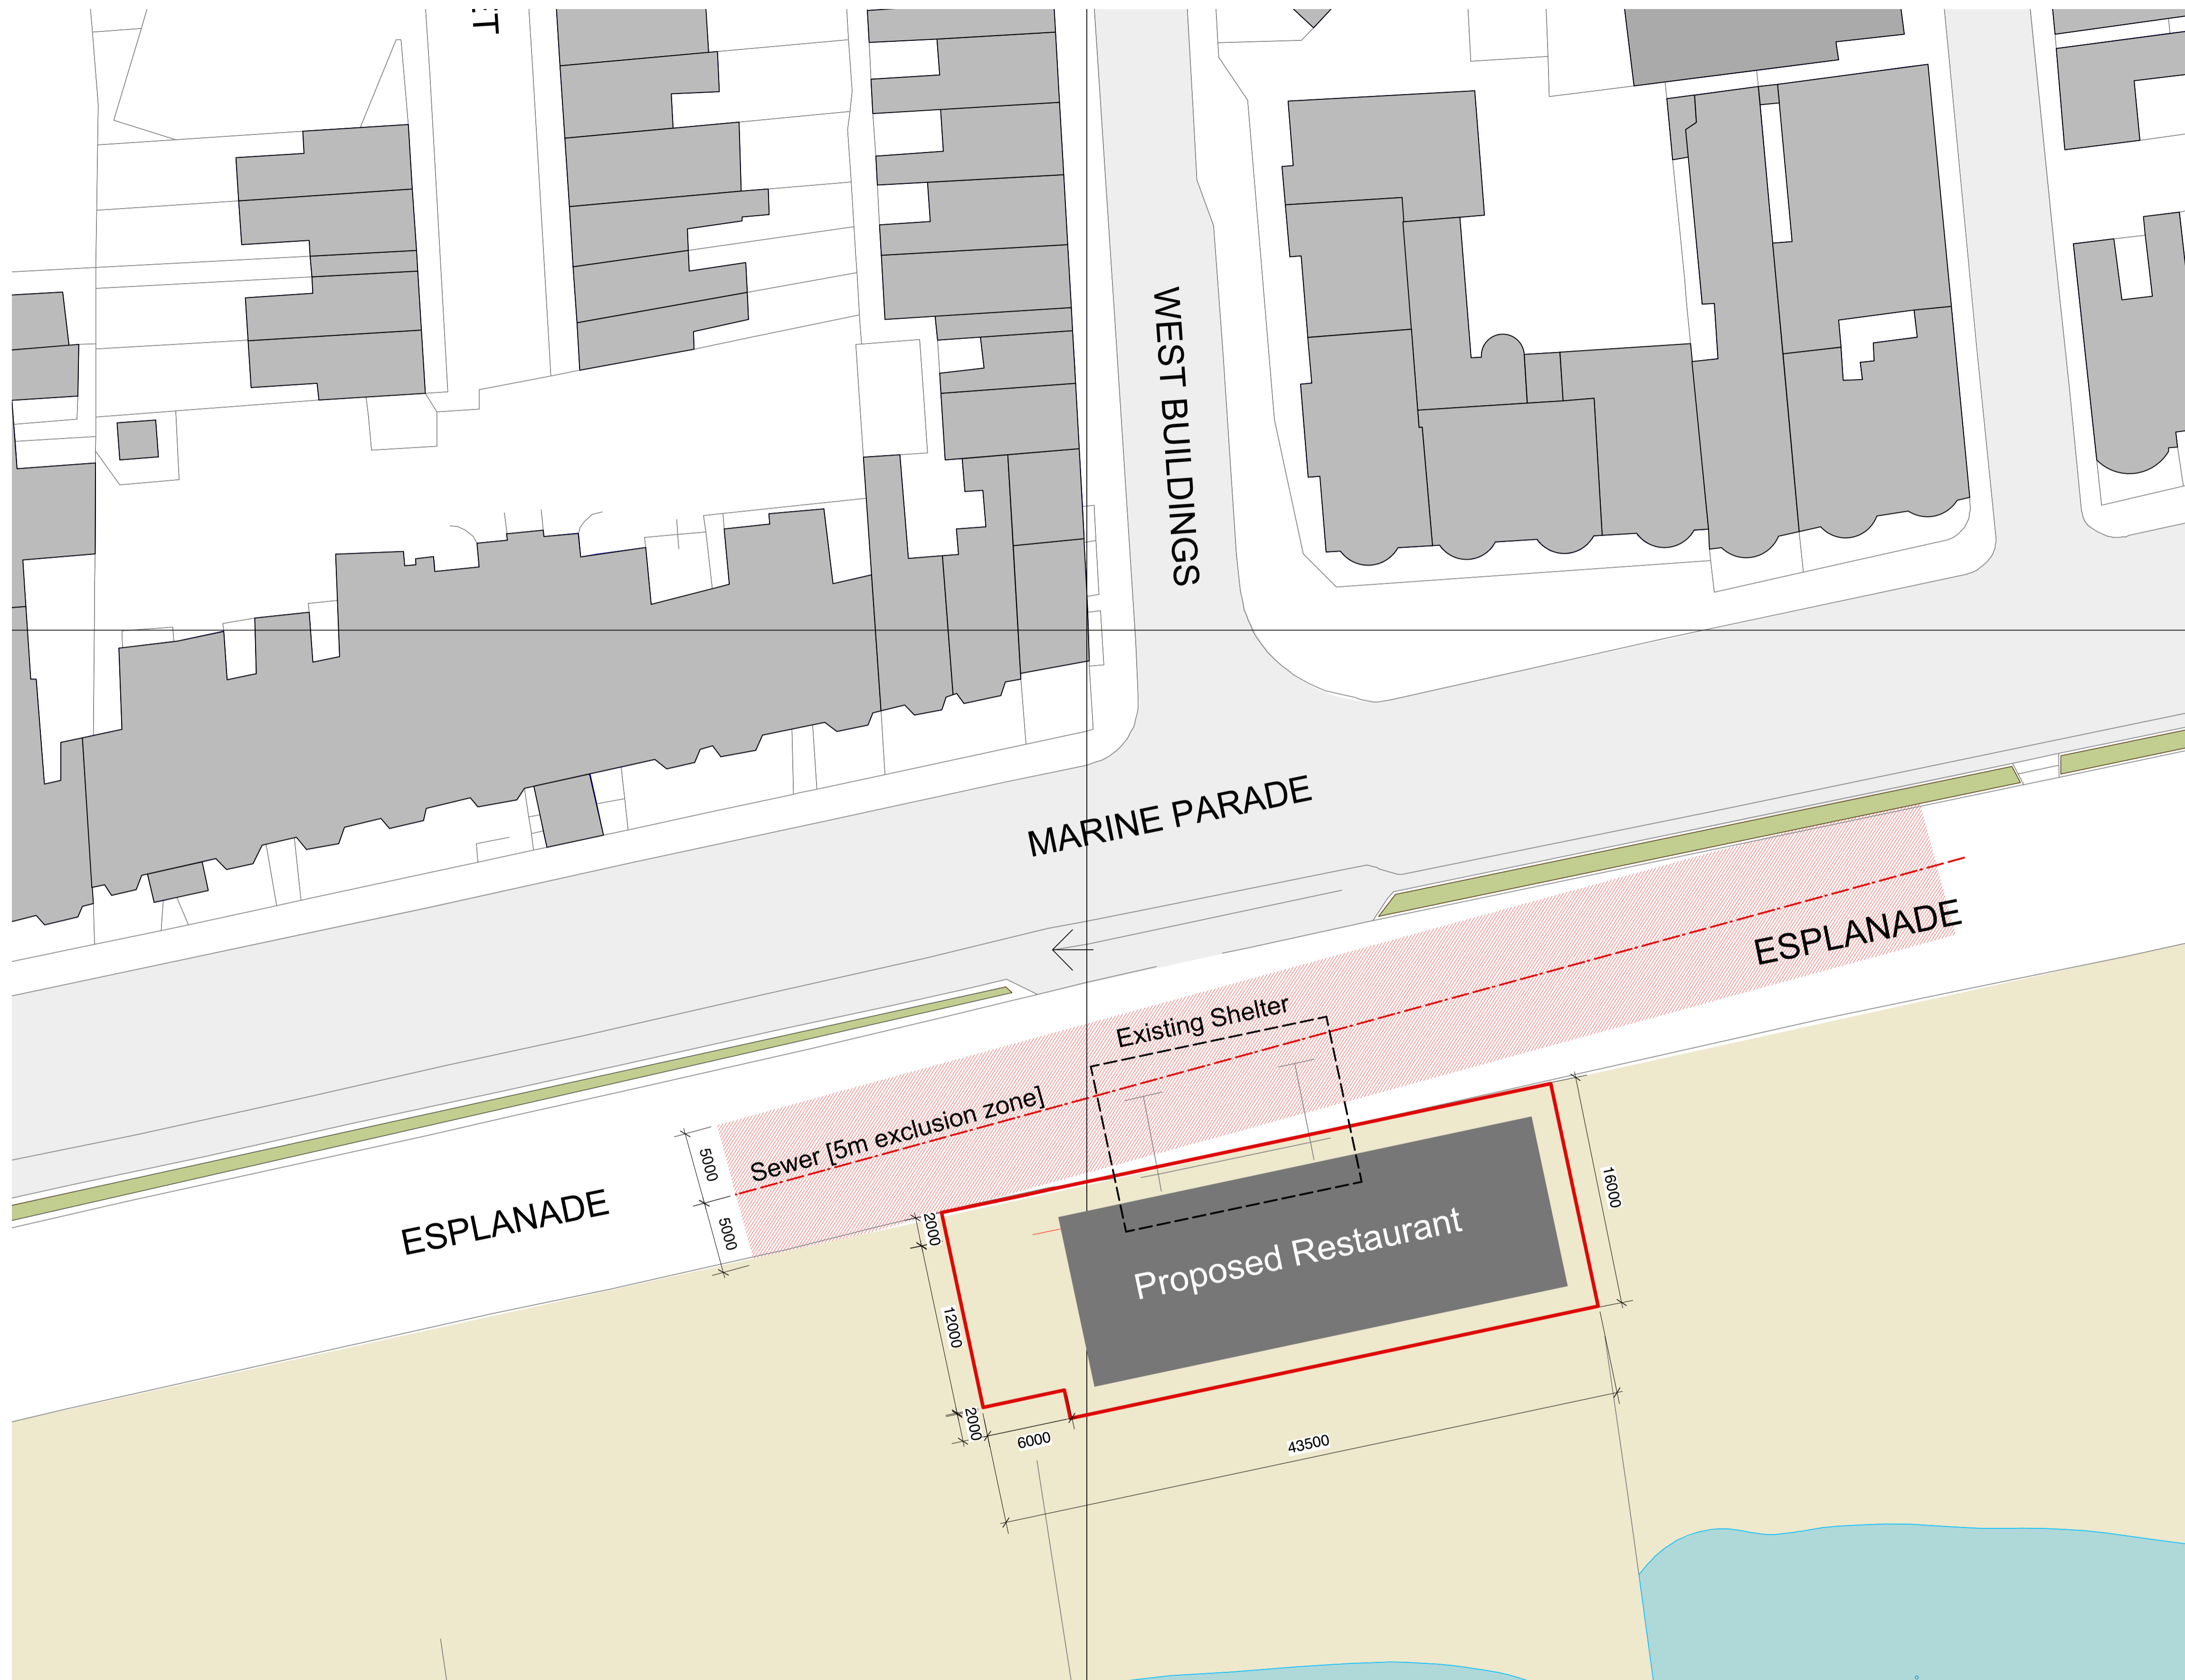 ET
WEST BUILDINGS
MARINE PARADE
ESPLANADE
Existing Shelter
Sewer [5m exclusion zone]
5000
5000
ESPLANADE
2000
12000
2000
6000
43500
16000
Proposed Restaurant